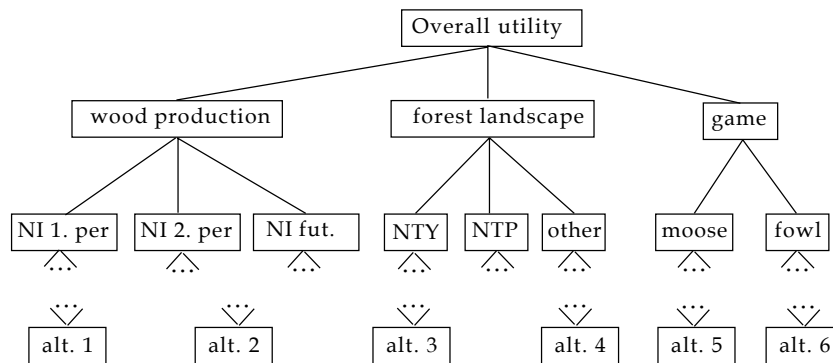 Overall utility
wood production forest landscape game
NI 1. per NI 2. per NI fut. NTY NTP other moose fowl
... ... ... ... ... ... ... ...
... ... ... ... ... ...
alt. 1 alt. 2 alt. 3 alt. 4 alt. 5 alt. 6